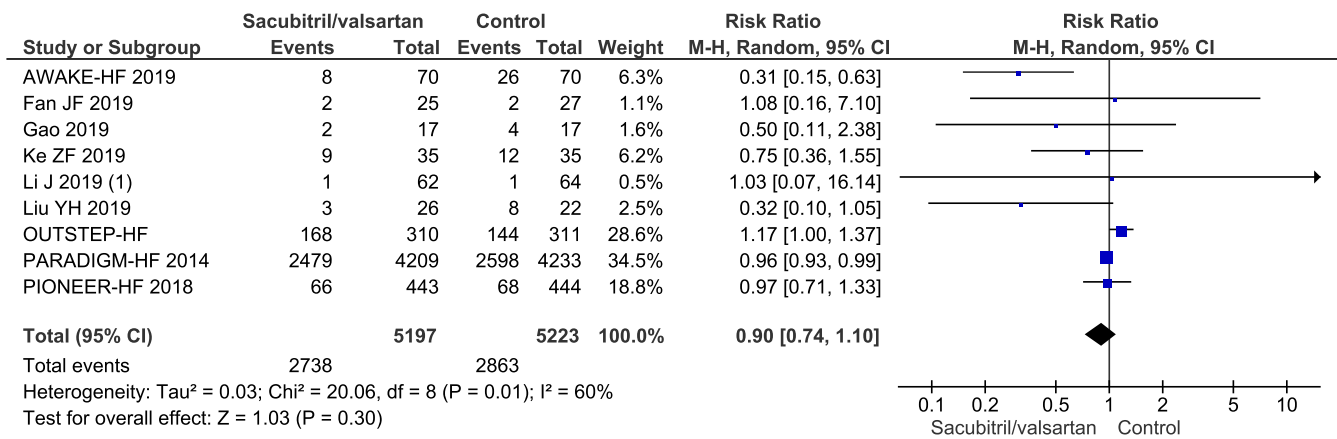 Sacubitril/valsartan Control Risk Ratio Risk Ratio
Study or Subgroup Events Total Events Total Weight M-H, Random, 95% CI M-H, Random, 95% CI
AWAKE-HF 2019 8 70 26 70 6.3% 0.31 [0.15, 0.63]
Fan JF 2019 2 25 2 27 1.1% 1.08 [0.16, 7.10]
Gao 2019 2 17 4 17 1.6% 0.50 [0.11, 2.38]
Ke ZF 2019 9 35 12 35 6.2% 0.75 [0.36, 1.55]
Li J 2019 (1) 1 62 1 64 0.5% 1.03 [0.07, 16.14]
Liu YH 2019 3 26 8 22 2.5% 0.32 [0.10, 1.05]
OUTSTEP-HF 168 310 144 311 28.6% 1.17 [1.00, 1.37]
PARADIGM-HF 2014 2479 4209 2598 4233 34.5% 0.96 [0.93, 0.99]
PIONEER-HF 2018 66 443 68 444 18.8% 0.97 [0.71, 1.33]
Total (95% CI) 5197 5223 100.0% 0.90 [0.74, 1.10]
Total events 2738 2863
Heterogeneity: Tau² = 0.03; Chi² = 20.06, df = 8 (P = 0.01); I² = 60%
Test for overall effect: Z = 1.03 (P = 0.30)
0.1 0.2 0.5 1 2 5 10
Sacubitril/valsartan Control